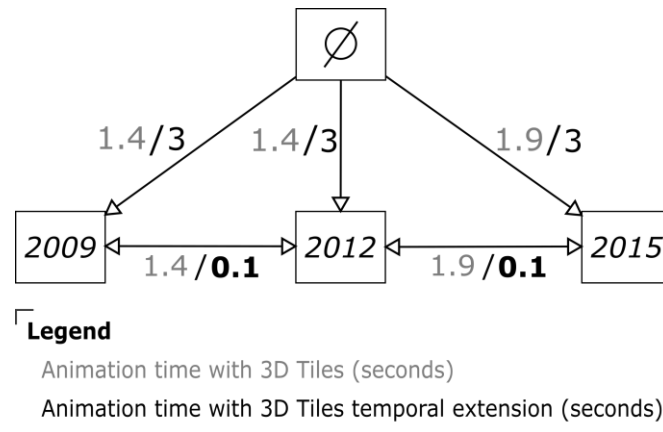 ∅
1.4/3 1.4/3 1.9/3
2009 2012 2015
1.4/0.1 1.9/0.1
Legend
Animation time with 3D Tiles (seconds)
Animation time with 3D Tiles temporal extension (seconds)